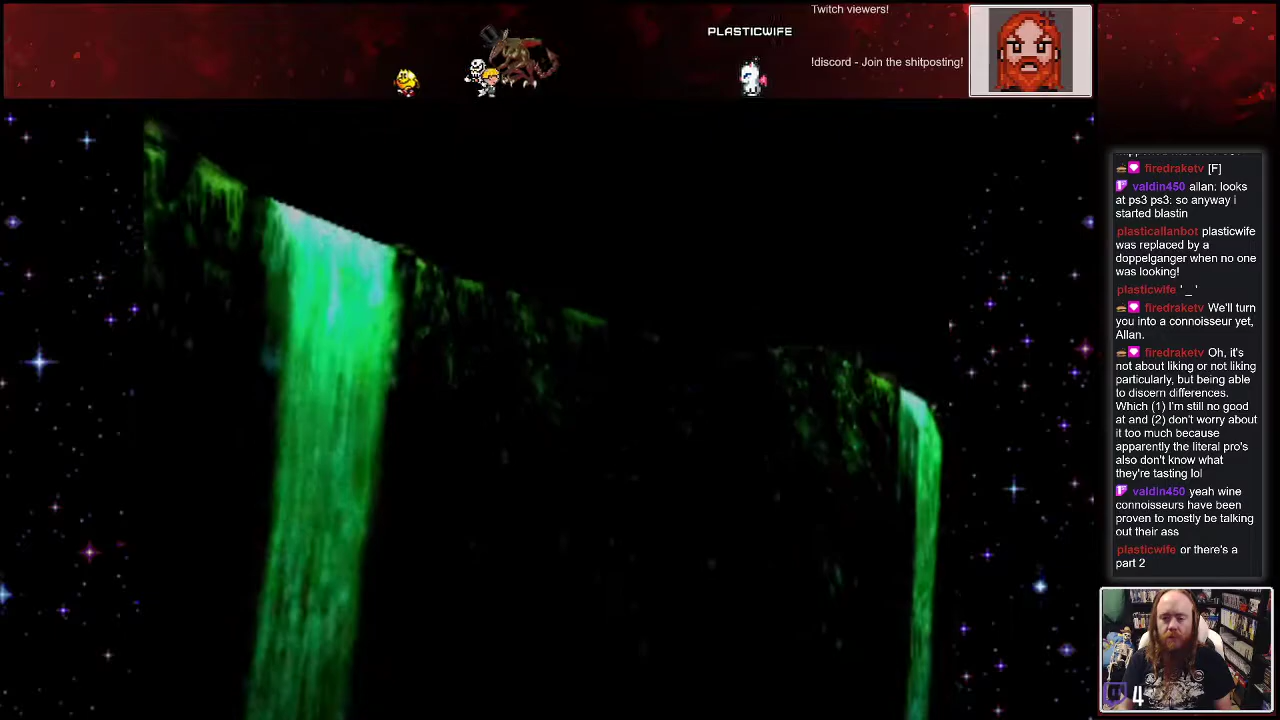 Twitch viewers!
PLASTICWIFE
!discord - Join the shitposting!
firedraketv [F]
valdin450 allan: looks
at ps3 ps3: so anyway i
started blastin
plasticallanbot plasticwife
was replaced by a
doppelganger when no one
was looking!
plasticwife ' _ '
firedraketv We'll turn
you into a connoisseur yet,
Allan.
firedraketv Oh, it's
not about liking or not liking
particularly, but being able
to discern differences.
Which (1) I'm still no good
at and (2) don't worry about
it too much because
apparently the literal pro's
also don't know what
they're tasting lol
valdin450 yeah wine
connoisseurs have been
proven to mostly be talking
out their ass
plasticwife or there's a
part 2
4